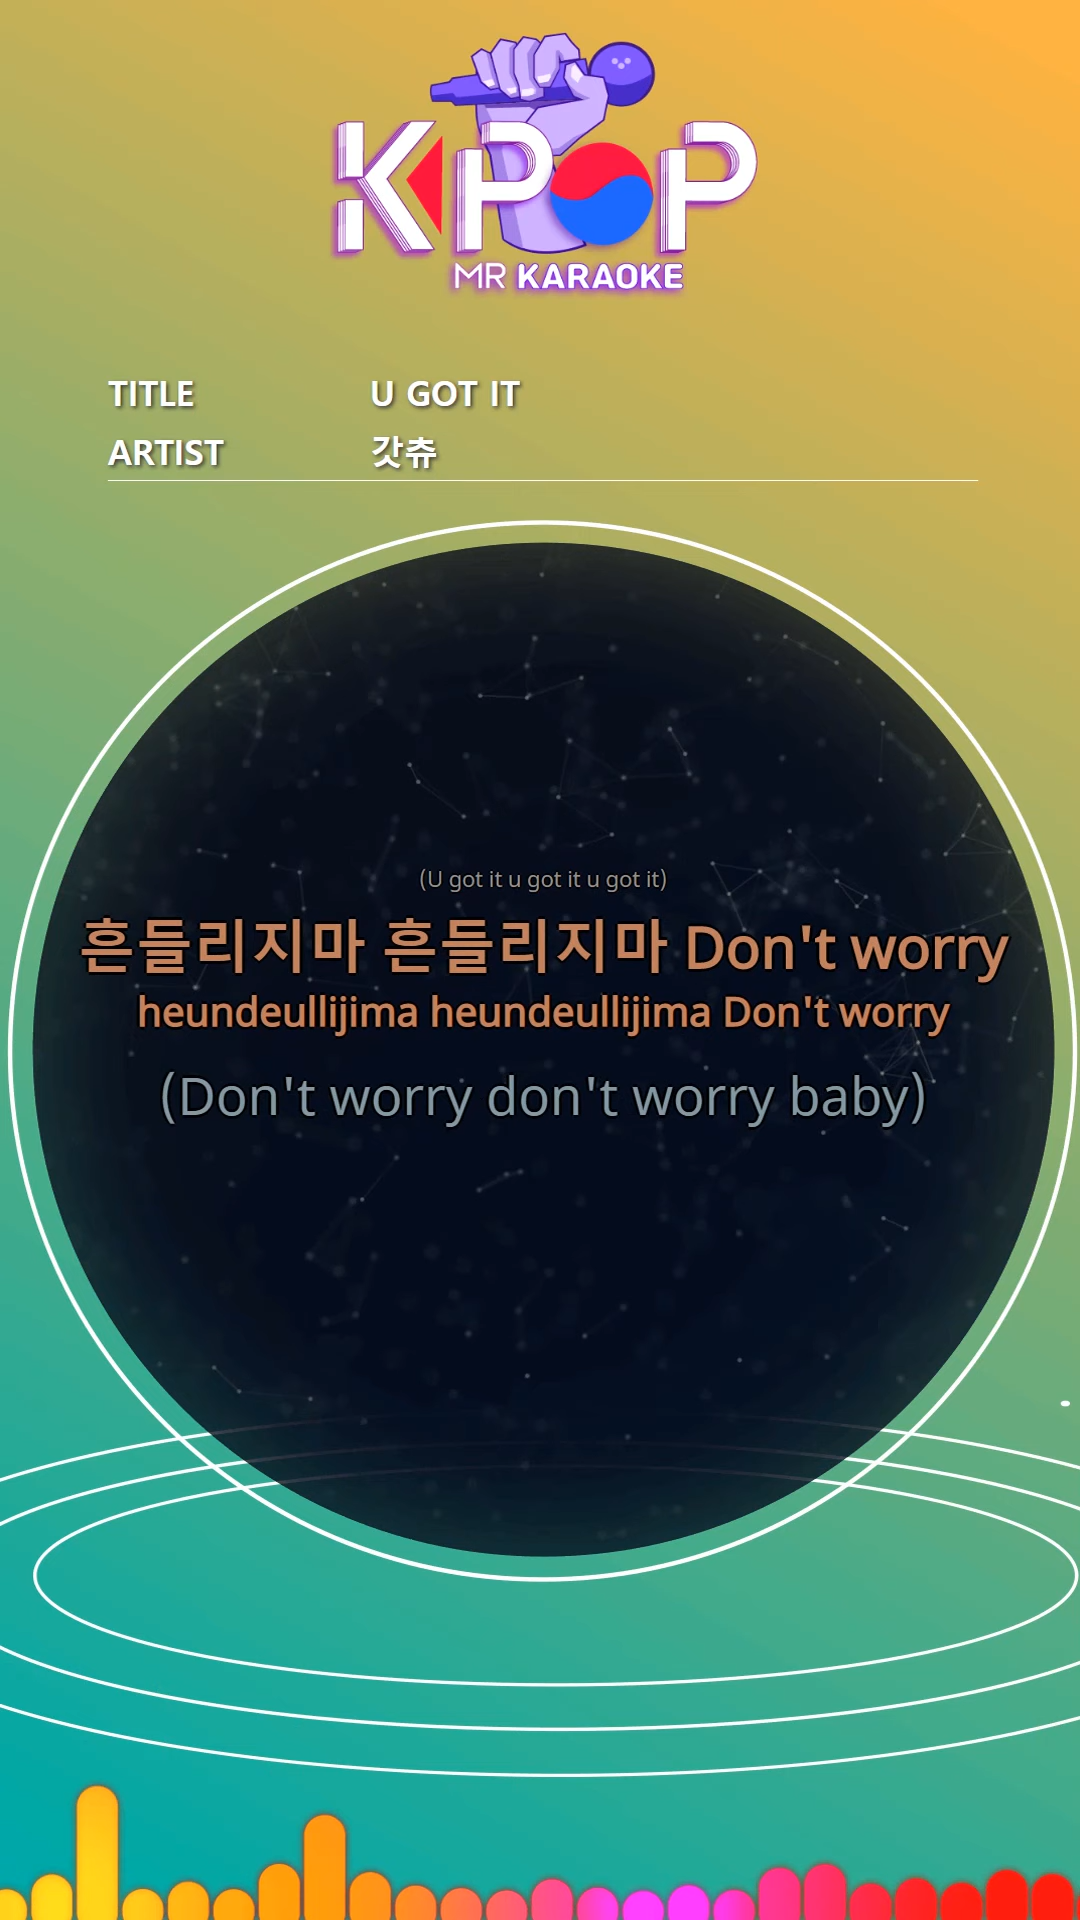 KPOP
MR KARAOKE
TITLE U GOT IT
ARTIST 갓츄
(U got it u got it u got it)
흔들리지마 흔들리지마 Don't worry
heundeullijima heundeullijima Don't worry
(Don't worry don't worry baby)